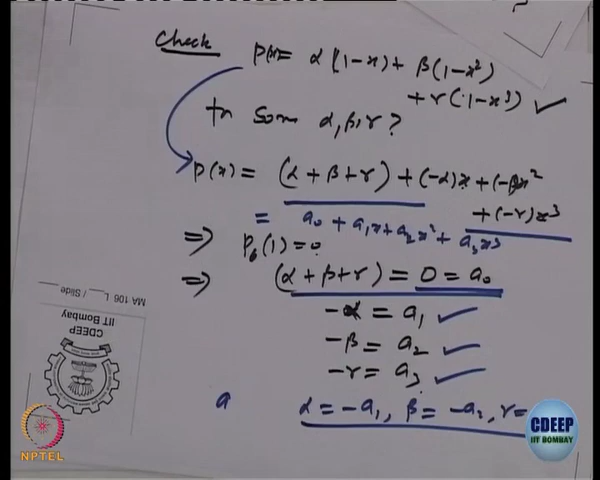 Check p(x)= α(1-x) + β(1-x²)
+ γ(1-x³) ✓
for some α,β,γ?
p(x) = (α+β+γ) + (-α)x + (-β)x²
+ (-γ)x³
= a₀ + a₁x + a₂x² + a₃x³
⇒ p(1)=0
⇒ (α+β+γ) = 0 = a₀
-α = a₁ ✓
-β = a₂ ✓
-γ = a₃ ✓
a α = -a₁, β = -a₂, γ=
MA 106 L / Slide
CDEEP
IIT Bombay
NPTEL
CDEEP
IIT BOMBAY